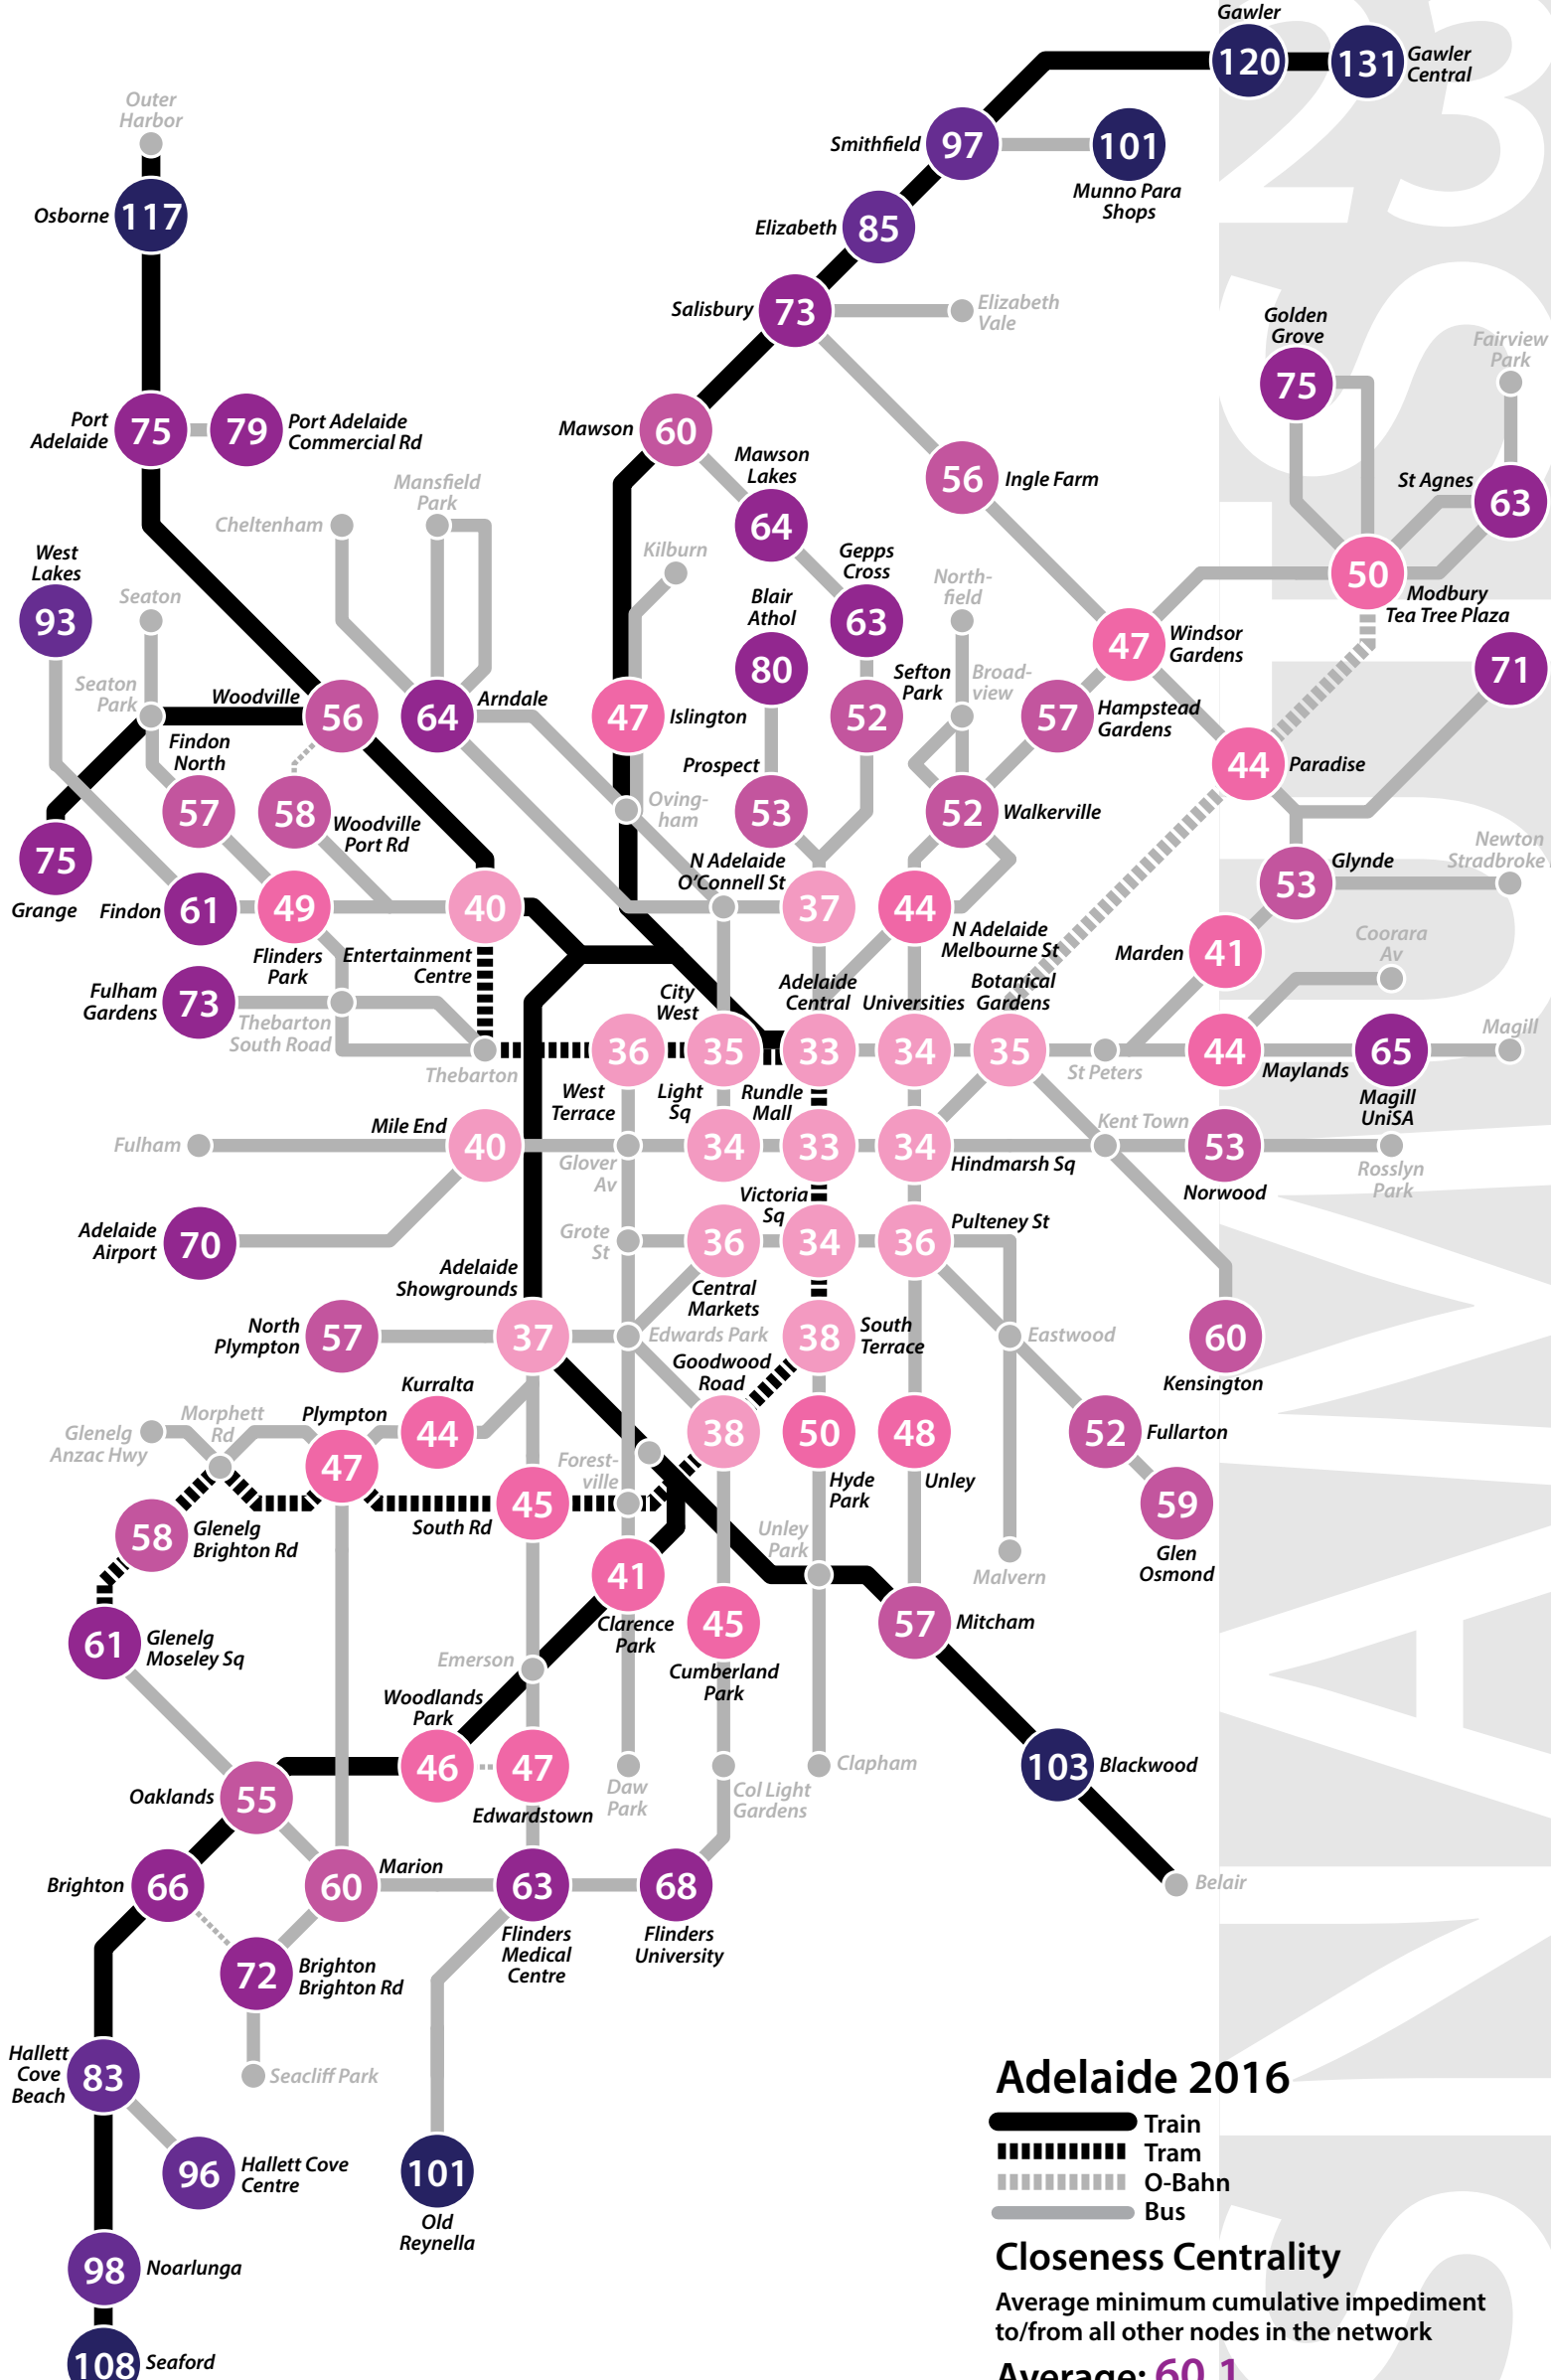 Gawler
120
131
Gawler
Central
Outer
Harbor
Smithfield
97
101
Munno Para
Shops
Osborne
117
Elizabeth
85
Salisbury
73
Elizabeth
Vale
Golden
Grove
75
Fairview
Park
Port
Adelaide
75
79
Port Adelaide
Commercial Rd
Mawson
60
Mawson
Lakes
64
56
Ingle Farm
St Agnes
63
Mansfield
Park
Cheltenham
Kilburn
Gepps
Cross
63
North-
field
50
Modbury
Tea Tree Plaza
West
Lakes
93
Seaton
Blair
Athol
80
47
Windsor
Gardens
71
Seaton
Park
Woodville
56
64
Arndale
47
Islington
52
Sefton
Park
Broad-
view
57
Hampstead
Gardens
Findon
North
57
58
Woodville
Port Rd
Oving-
ham
Prospect
53
52
Walkerville
44
Paradise
75
Grange
Findon
61
49
Flinders
Park
40
Entertainment
Centre
N Adelaide
O'Connell St
37
44
N Adelaide
Melbourne St
53
Glynde
Newton
Stradbroke
Marden
41
Coorara
Av
Fulham
Gardens
73
Thebarton
South Road
Thebarton
City
West
Adelaide
Central
Universities
Botanical
Gardens
36
35
33
34
35
St Peters
44
Maylands
65
Magill
UniSA
Magill
West
Terrace
Light
Sq
Rundle
Mall
Fulham
Mile End
40
Glover
Av
34
33
34
Hindmarsh Sq
Kent Town
53
Norwood
Rosslyn
Park
Adelaide
Airport
70
Grote
St
36
Central
Markets
Victoria
Sq
34
36
Pulteney St
Adelaide
Showgrounds
North
Plympton
57
37
Edwards Park
38
South
Terrace
Eastwood
60
Kensington
Glenelg
Anzac Hwy
Morphett
Rd
Plympton
47
Kurralta
44
Goodwood
Road
38
50
Hyde
Park
48
Unley
52
Fullarton
58
Glenelg
Brighton Rd
South Rd
45
Forest-
ville
59
Glen
Osmond
Unley
Park
Malvern
61
Glenelg
Moseley Sq
41
Clarence
Park
45
Cumberland
Park
57
Mitcham
Emerson
Woodlands
Park
46
47
Edwardstown
Daw
Park
Col Light
Gardens
Clapham
103
Blackwood
Oaklands
55
Brighton
66
60
Marion
63
Flinders
Medical
Centre
68
Flinders
University
Belair
72
Brighton
Brighton Rd
Hallett
Cove
Beach
83
Seacliff Park
96
Hallett Cove
Centre
101
Old
Reynella
98
Noarlunga
108
Seaford
Adelaide 2016
Train
Tram
O-Bahn
Bus
Closeness Centrality
Average minimum cumulative impediment
to/from all other nodes in the network
Average: 60.1